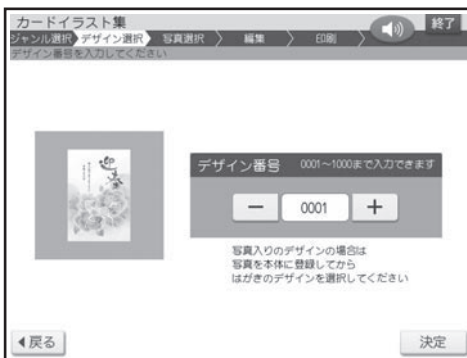 カードイラスト集
終了
ジャンル選択 デザイン選択 写真選択 編集 印刷
デザイン番号を入力してください
迎春
デザイン番号 0001～1000まで入力できます
− 0001 +
写真入りのデザインの場合は
写真を本体に登録してから
はがきのデザインを選択してください
戻る
決定